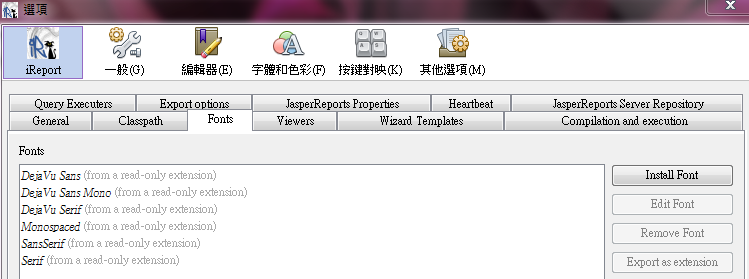 選項
iReport
一般(G)
編輯器(E)
字體和色彩(F)
按鍵對映(K)
其他選項(M)
Query Executers
Export options
JasperReports Properties
Heartbeat
JasperReports Server Repository
General
Classpath
Fonts
Viewers
Wizard Templates
Compilation and execution
Fonts
DejaVu Sans (from a read-only extension)
DejaVu Sans Mono (from a read-only extension)
DejaVu Serif (from a read-only extension)
Monospaced (from a read-only extension)
SansSerif (from a read-only extension)
Serif (from a read-only extension)
Install Font
Edit Font
Remove Font
Export as extension